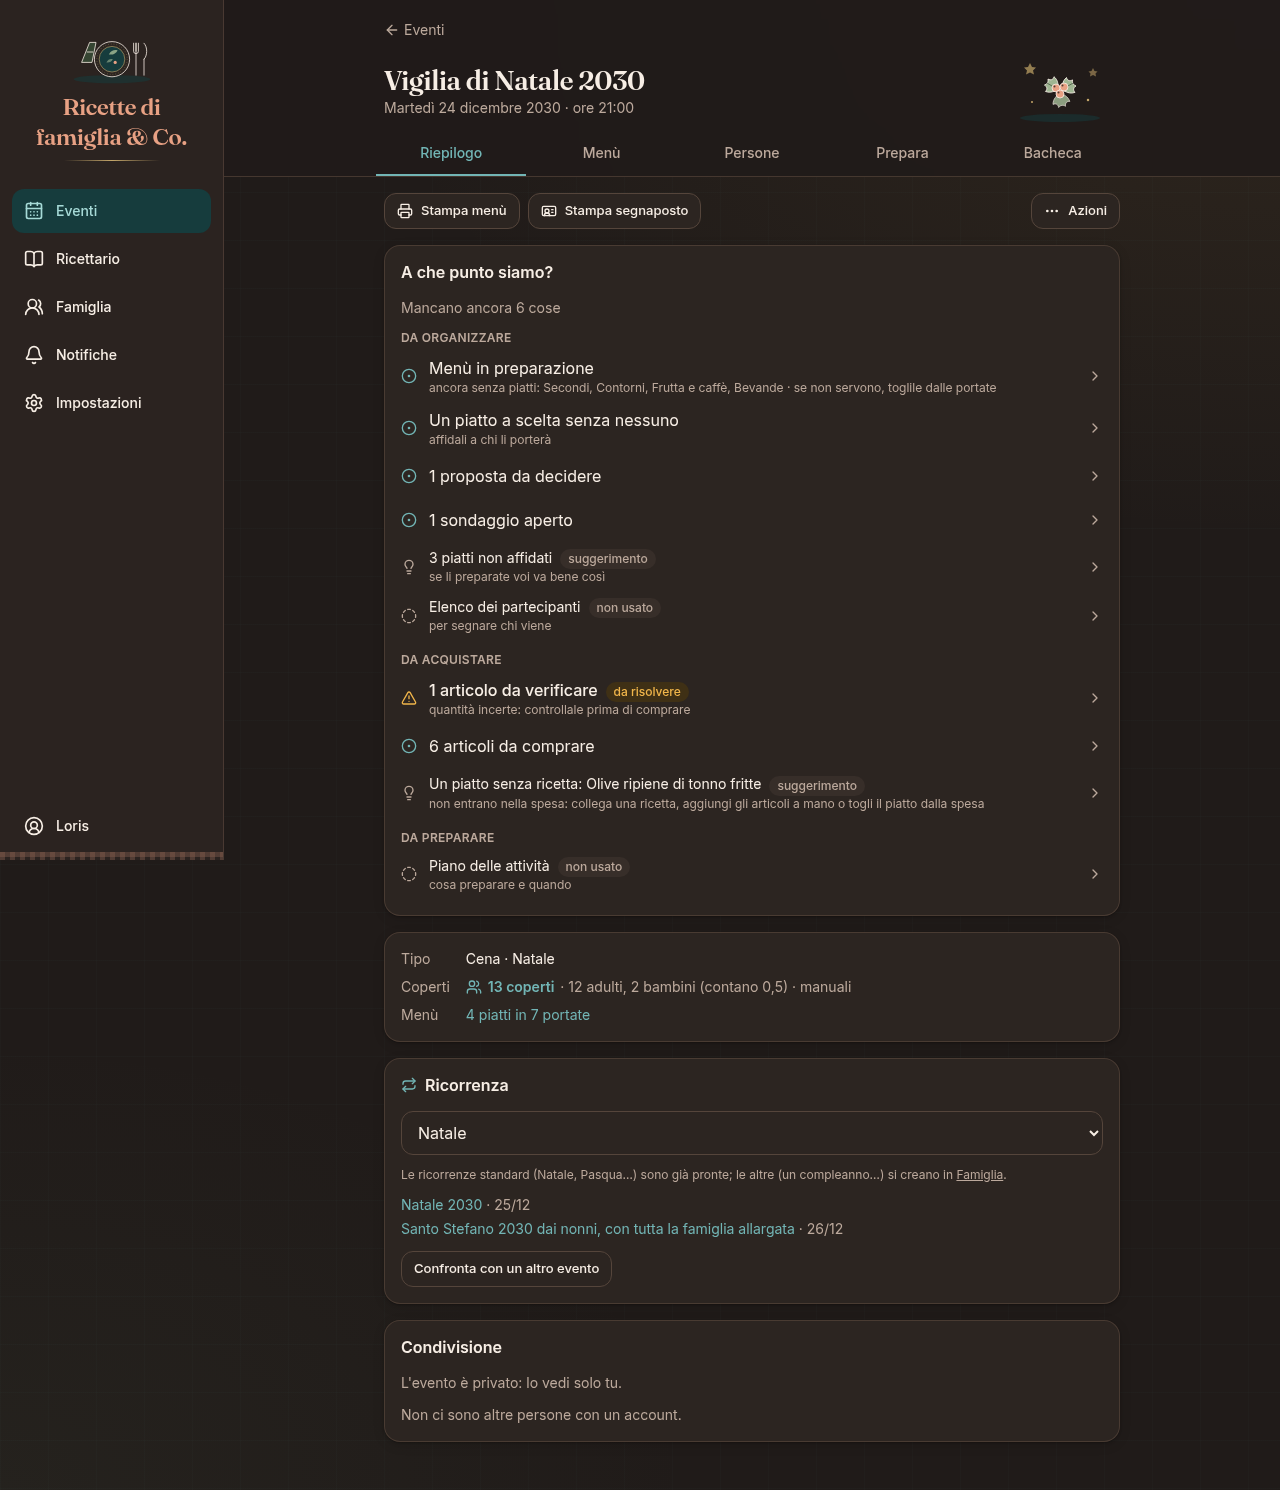 Ricette di
famiglia & Co.
Eventi
Ricettario
Famiglia
Notifiche
Impostazioni
Loris
Eventi
Vigilia di Natale 2030
Martedì 24 dicembre 2030 · ore 21:00
Riepilogo
Menù
Persone
Prepara
Bacheca
Stampa menù
Stampa segnaposto
Azioni
A che punto siamo?
Mancano ancora 6 cose
DA ORGANIZZARE
Menù in preparazione
ancora senza piatti: Secondi, Contorni, Frutta e caffè, Bevande · se non servono, toglile dalle portate
Un piatto a scelta senza nessuno
affidali a chi li porterà
1 proposta da decidere
1 sondaggio aperto
3 piatti non affidati suggerimento
se li preparate voi va bene così
Elenco dei partecipanti non usato
per segnare chi viene
DA ACQUISTARE
1 articolo da verificare da risolvere
quantità incerte: controllale prima di comprare
6 articoli da comprare
Un piatto senza ricetta: Olive ripiene di tonno fritte suggerimento
non entrano nella spesa: collega una ricetta, aggiungi gli articoli a mano o togli il piatto dalla spesa
DA PREPARARE
Piano delle attività non usato
cosa preparare e quando
Tipo Cena · Natale
Coperti 13 coperti · 12 adulti, 2 bambini (contano 0,5) · manuali
Menù 4 piatti in 7 portate
Ricorrenza
Natale
Le ricorrenze standard (Natale, Pasqua…) sono già pronte; le altre (un compleanno…) si creano in Famiglia.
Natale 2030 · 25/12
Santo Stefano 2030 dai nonni, con tutta la famiglia allargata · 26/12
Confronta con un altro evento
Condivisione
L'evento è privato: lo vedi solo tu.
Non ci sono altre persone con un account.